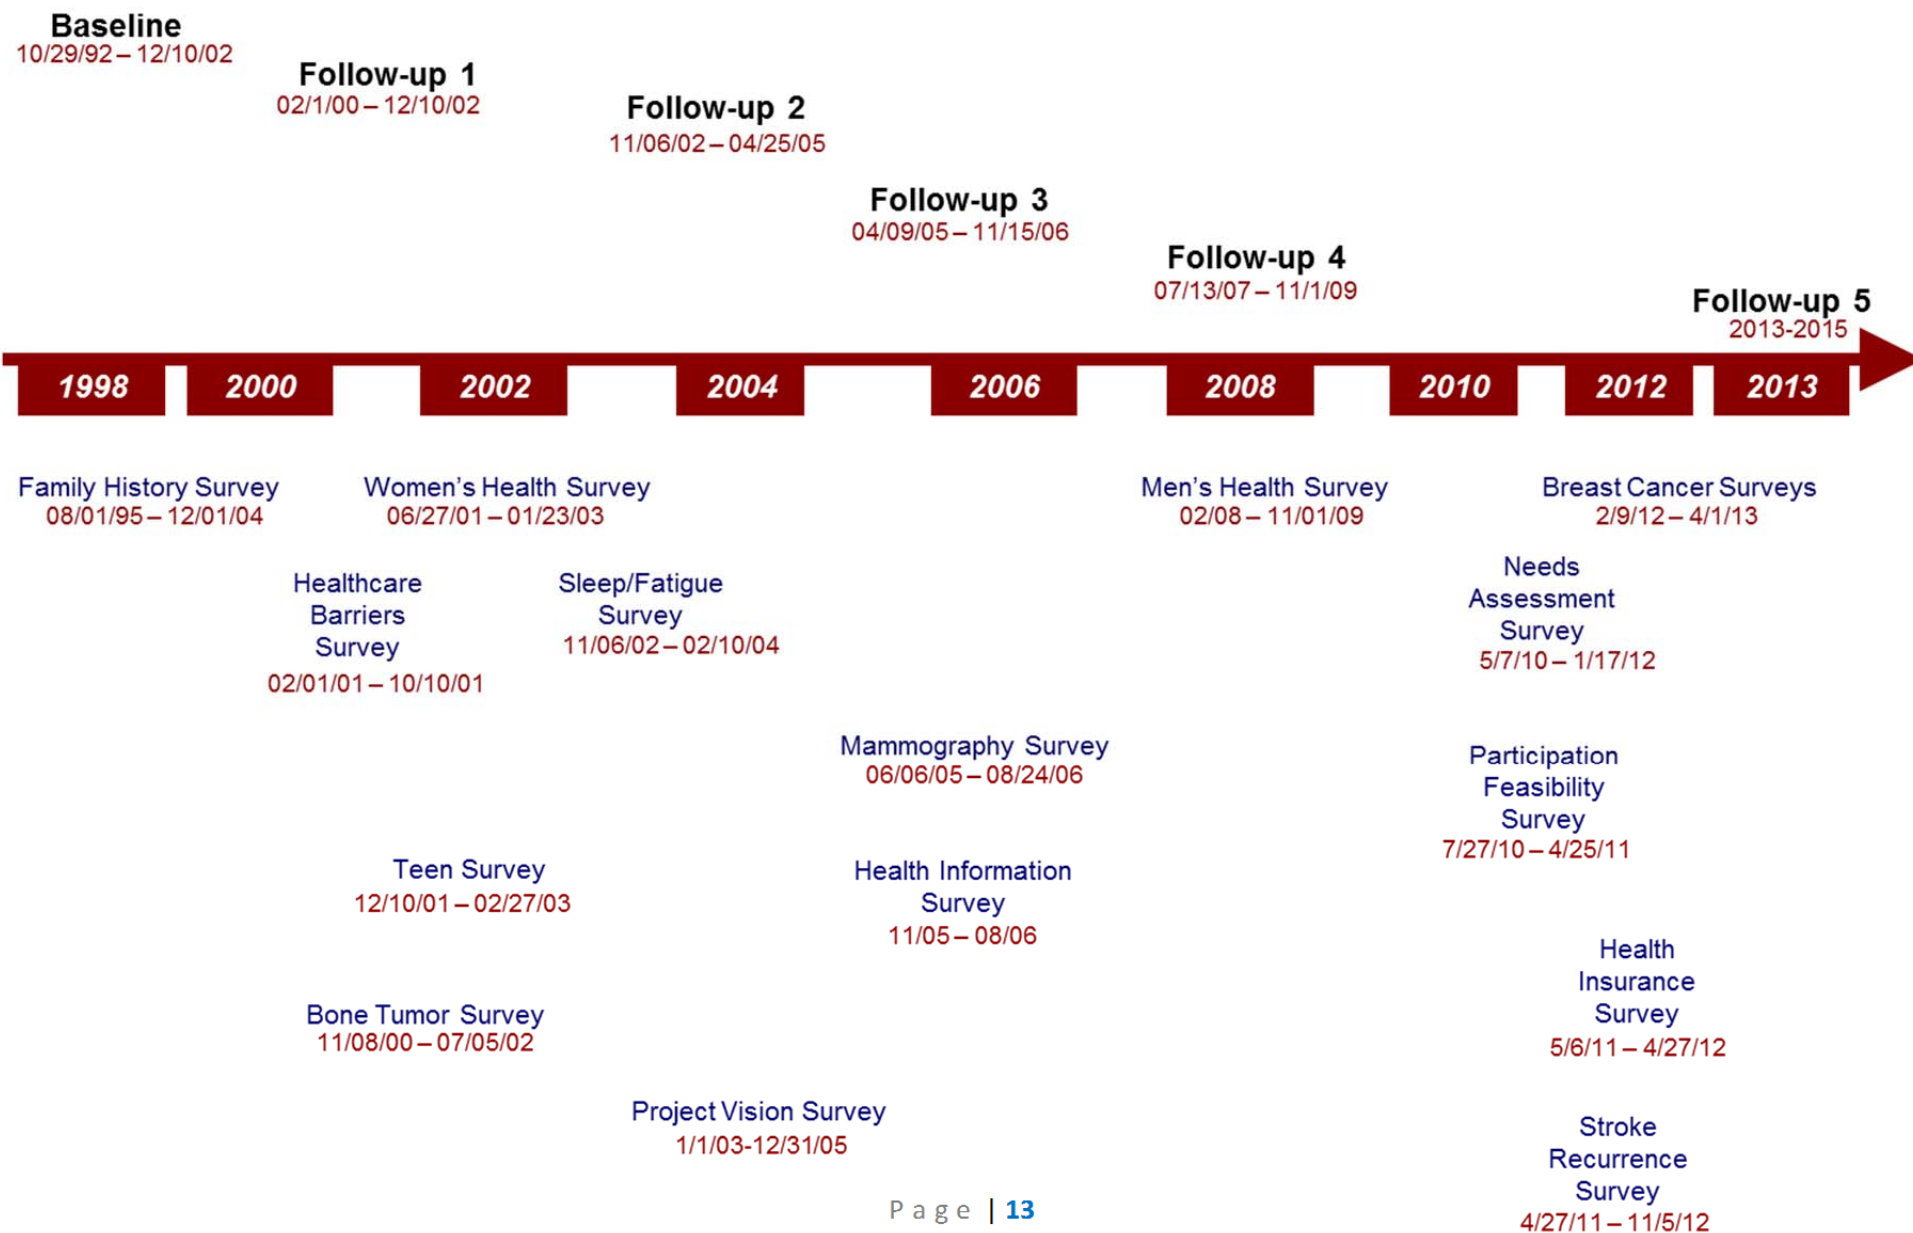 Baseline
10/29/92 – 12/10/02
Follow-up 1
02/1/00 – 12/10/02
Follow-up 2
11/06/02 – 04/25/05
Follow-up 3
04/09/05 – 11/15/06
Follow-up 4
07/13/07 – 11/1/09
Follow-up 5
2013-2015
1998 2000 2002 2004 2006 2008 2010 2012 2013
Family History Survey
08/01/95 – 12/01/04
Women's Health Survey
06/27/01 – 01/23/03
Men's Health Survey
02/08 – 11/01/09
Breast Cancer Surveys
2/9/12 – 4/1/13
Healthcare
Barriers
Survey
02/01/01 – 10/10/01
Sleep/Fatigue
Survey
11/06/02 – 02/10/04
Needs
Assessment
Survey
5/7/10 – 1/17/12
Mammography Survey
06/06/05 – 08/24/06
Participation
Feasibility
Survey
7/27/10 – 4/25/11
Teen Survey
12/10/01 – 02/27/03
Health Information
Survey
11/05 – 08/06
Health
Insurance
Survey
5/6/11 – 4/27/12
Bone Tumor Survey
11/08/00 – 07/05/02
Project Vision Survey
1/1/03-12/31/05
Stroke
Recurrence
Survey
4/27/11 – 11/5/12
Page | 13